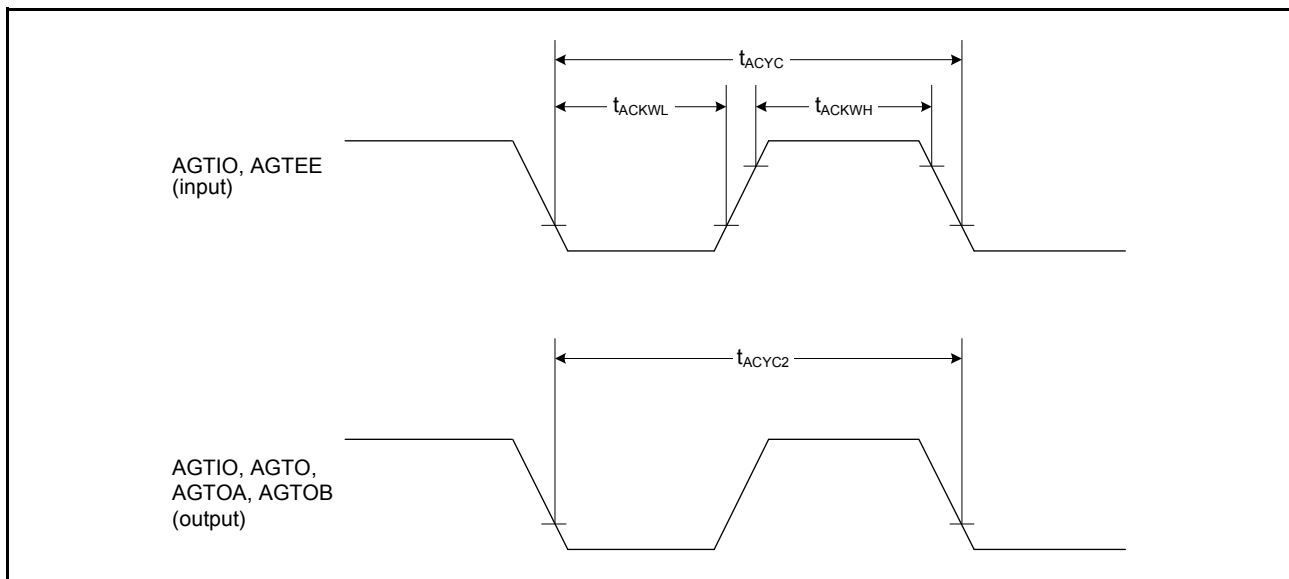 tACYC
tACKWL
tACKWH
AGTIO, AGTEE
(input)
tACYC2
AGTIO, AGTO,
AGTOA, AGTOB
(output)